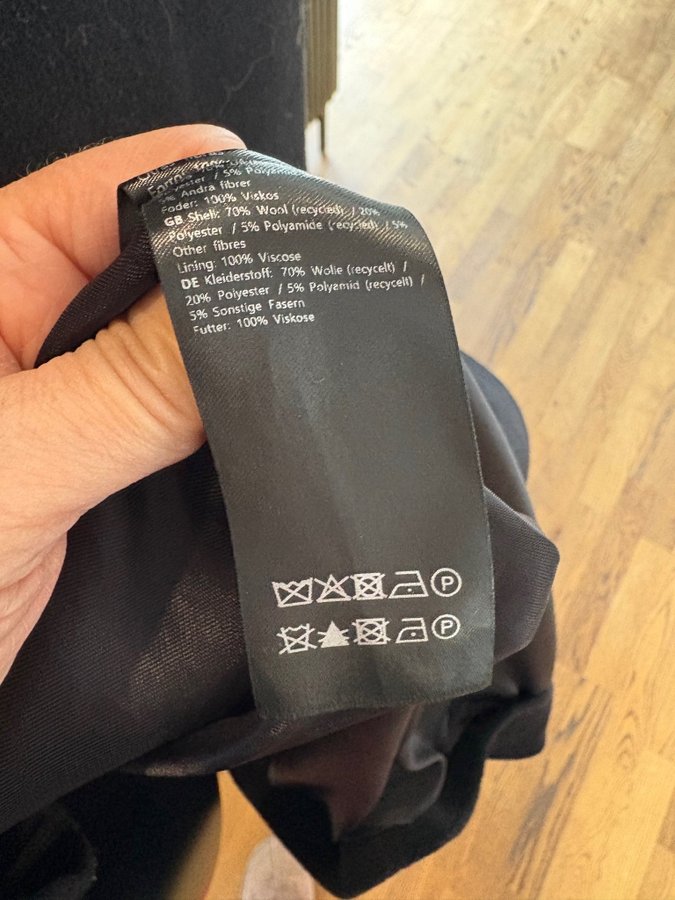 5% Andra fibrer
Foder: 100% Viskos
GB Shell: 70% Wool (recycled) / 20%
Polyester / 5% Polyamide (recycled) / 5%
Other fibres
Lining: 100% Viscose
DE Kleiderstoff: 70% Wolle (recycelt) /
20% Polyester / 5% Polyamid (recycelt) /
5% Sonstige Fasern
Futter: 100% Viskose
P
P